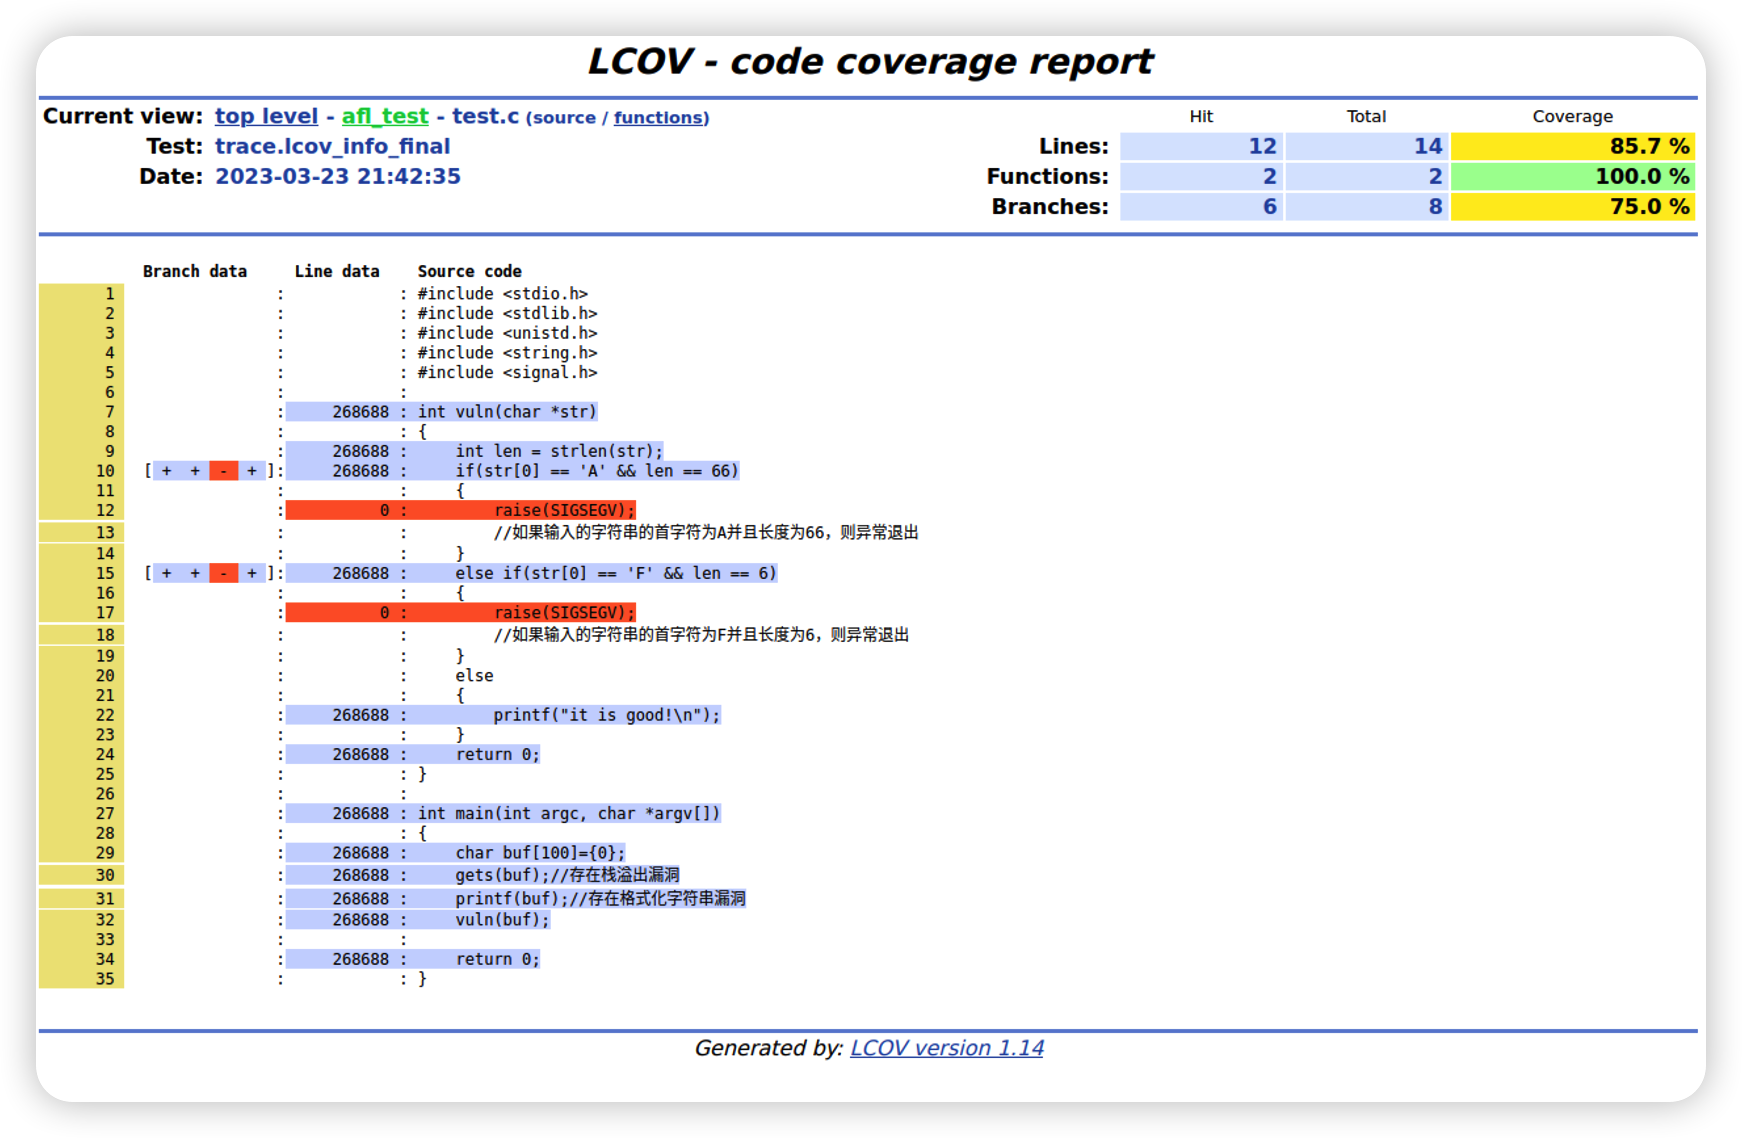 LCOV - code coverage report
Current view: top level - afl_test - test.c (source / functions) Hit Total Coverage
Test: trace.lcov_info_final Lines: 12 14 85.7 %
Date: 2023-03-23 21:42:35 Functions: 2 2 100.0 %
Branches: 6 8 75.0 %
Branch data Line data Source code
1 : : #include <stdio.h>
2 : : #include <stdlib.h>
3 : : #include <unistd.h>
4 : : #include <string.h>
5 : : #include <signal.h>
6 : :
7 : 268688 : int vuln(char *str)
8 : : {
9 : 268688 : int len = strlen(str);
10 [ + + - + ]: 268688 : if(str[0] == 'A' && len == 66)
11 : : {
12 : 0 : raise(SIGSEGV);
13 : : //如果输入的字符串的首字符为A并且长度为66，则异常退出
14 : : }
15 [ + + - + ]: 268688 : else if(str[0] == 'F' && len == 6)
16 : : {
17 : 0 : raise(SIGSEGV);
18 : : //如果输入的字符串的首字符为F并且长度为6，则异常退出
19 : : }
20 : : else
21 : : {
22 : 268688 : printf("it is good!\n");
23 : : }
24 : 268688 : return 0;
25 : : }
26 : :
27 : 268688 : int main(int argc, char *argv[])
28 : : {
29 : 268688 : char buf[100]={0};
30 : 268688 : gets(buf);//存在栈溢出漏洞
31 : 268688 : printf(buf);//存在格式化字符串漏洞
32 : 268688 : vuln(buf);
33 : :
34 : 268688 : return 0;
35 : : }
Generated by: LCOV version 1.14